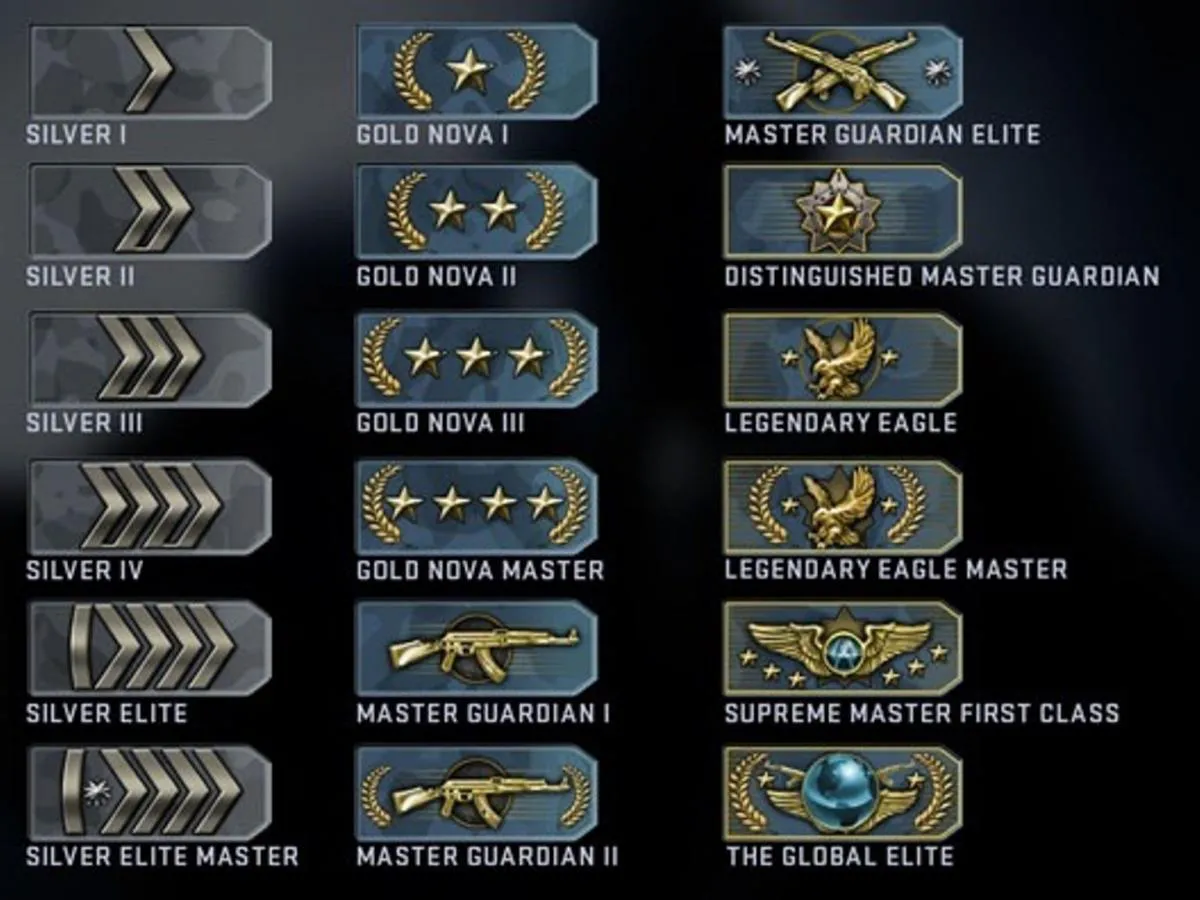 SILVER I
SILVER II
SILVER III
SILVER IV
SILVER ELITE
SILVER ELITE MASTER
GOLD NOVA I
GOLD NOVA II
GOLD NOVA III
GOLD NOVA MASTER
MASTER GUARDIAN I
MASTER GUARDIAN II
MASTER GUARDIAN ELITE
DISTINGUISHED MASTER GUARDIAN
LEGENDARY EAGLE
LEGENDARY EAGLE MASTER
SUPREME MASTER FIRST CLASS
THE GLOBAL ELITE